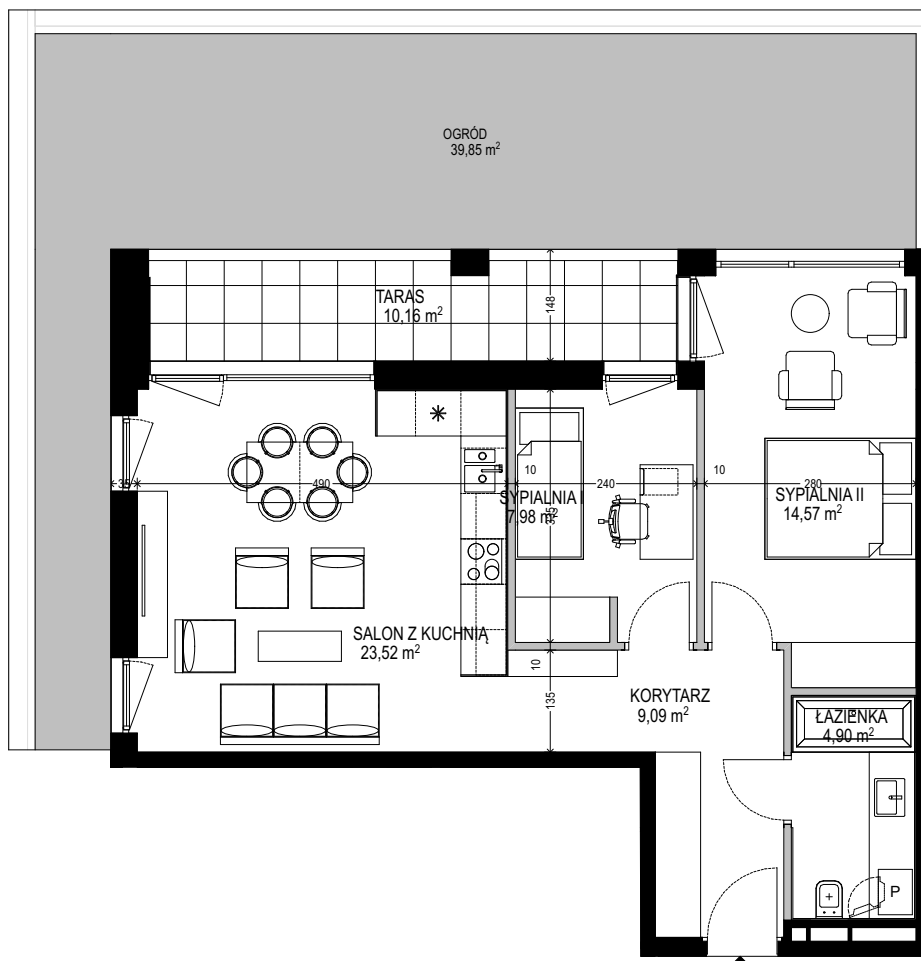 OGRÓD
39,85 m²
TARAS
10,16 m²
148
35
490
10
240
10
280
SYPIALNIA I
7,98 m²
335
SYPIALNIA II
14,57 m²
SALON Z KUCHNIĄ
23,52 m²
10
135
KORYTARZ
9,09 m²
ŁAZIENKA
4,90 m²
P